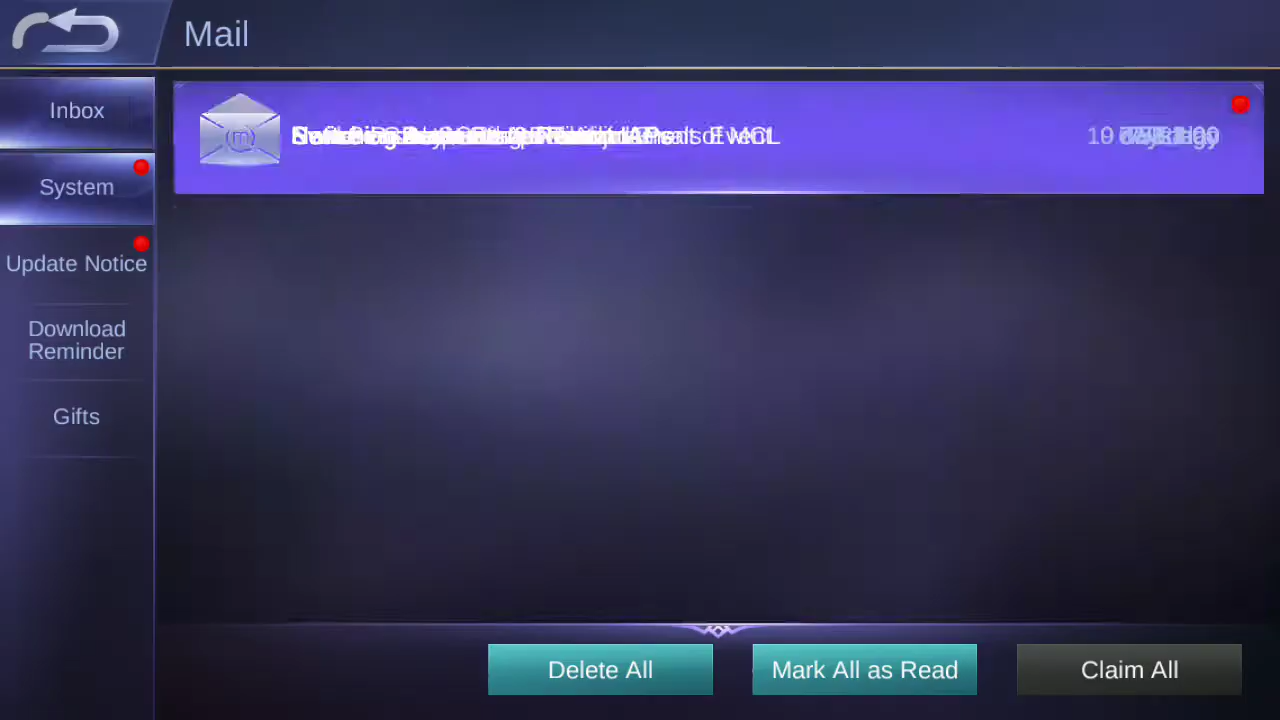 Mail
Inbox
System
Update Notice
Download
Reminder
Gifts
Delete All
Mark All as Read
Claim All